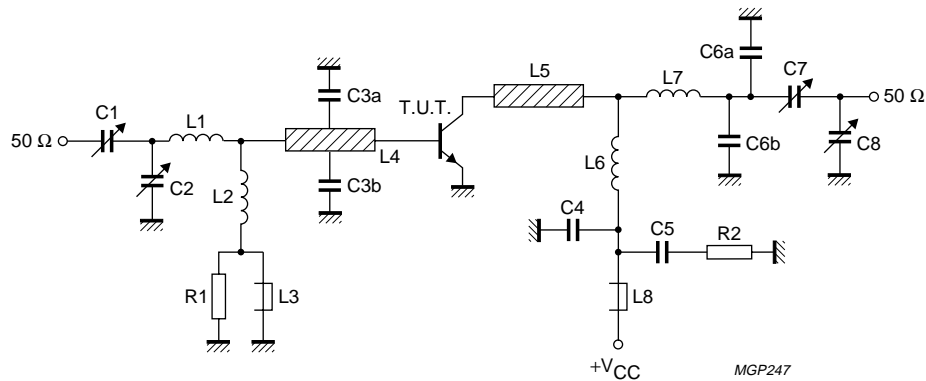 C6a
L5
L7
C7
C3a
T.U.T.
C1
L1
50 Ω
50 Ω
C6b
C8
L4
L6
C2
L2
C3b
C4
C5
R2
R1
L3
L8
+VCC
MGP247